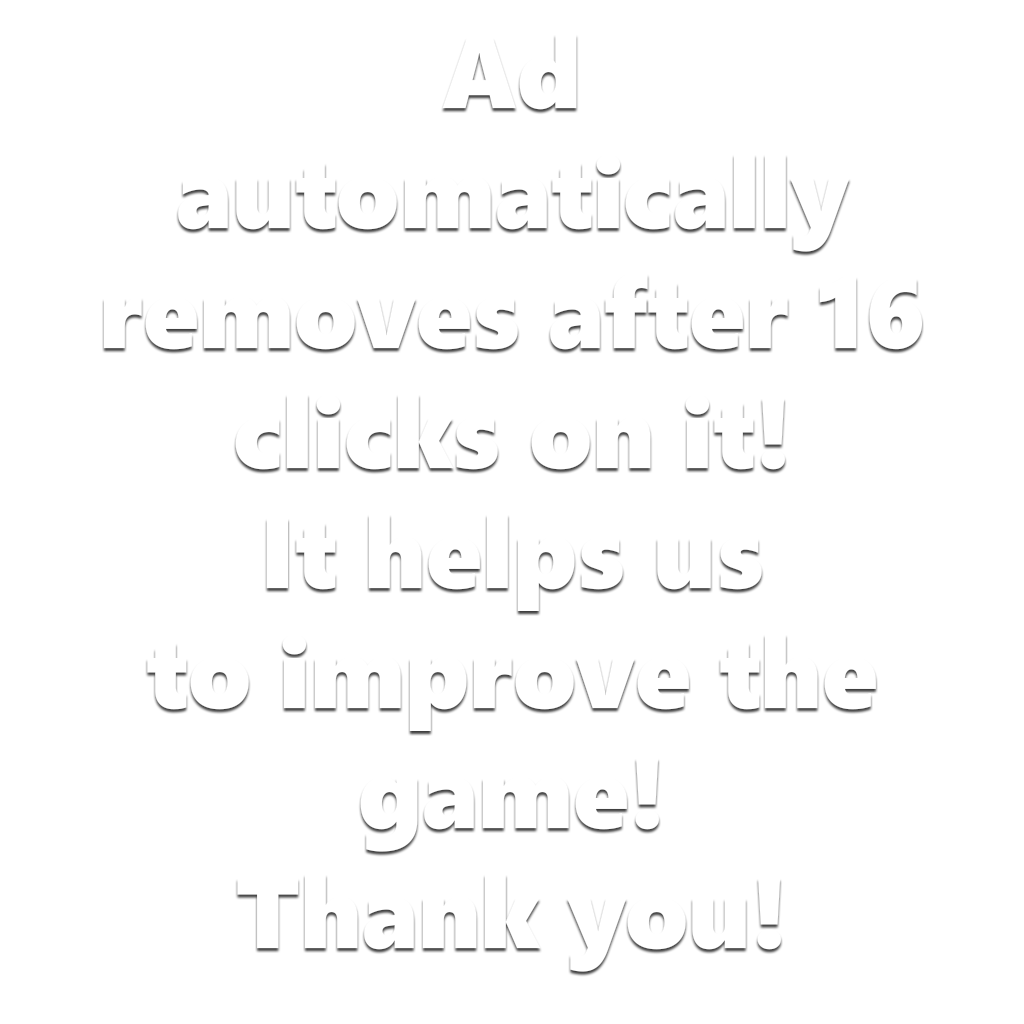 Ad
automatically
removes after 16
clicks on it!
It helps us
to improve the
game!
Thank you!